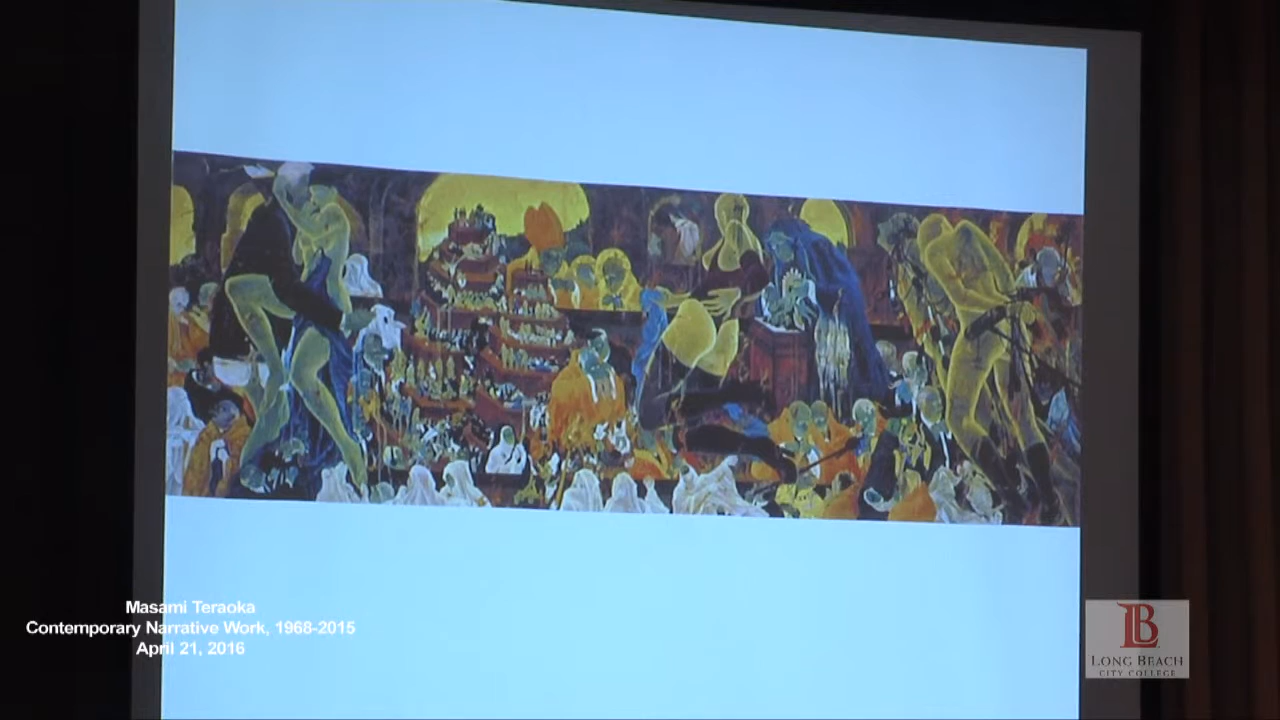 Masami Teraoka
Contemporary Narrative Work, 1968-2015
April 21, 2016
LB
LONG BEACH
CITY COLLEGE